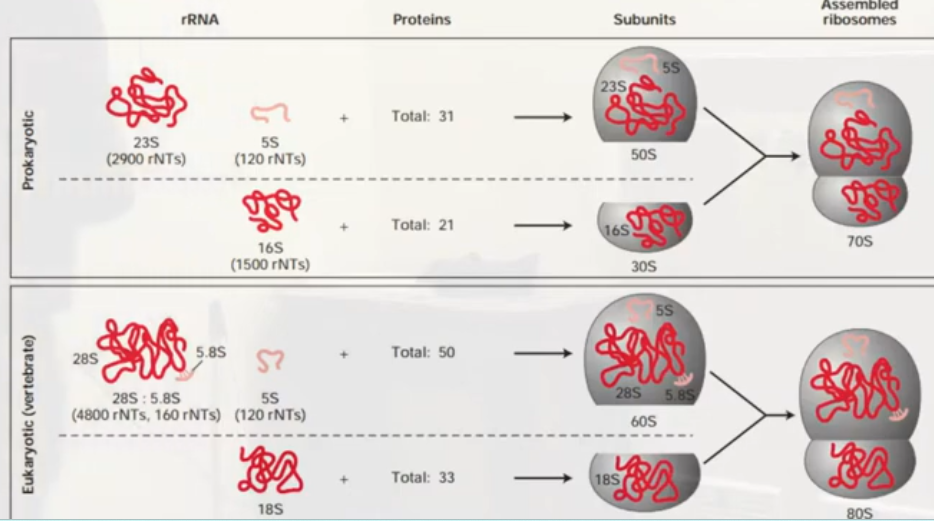 rRNA
Proteins
Subunits
Assembled
ribosomes
Prokaryotic
23S
(2900 rNTs)
5S
(120 rNTs)
+
Total: 31
5S
23S
50S
16S
(1500 rNTs)
+
Total: 21
16S
30S
70S
Eukaryotic (vertebrate)
28S
5.8S
28S : 5.8S
(4800 rNTs, 160 rNTs)
5S
(120 rNTs)
+
Total: 50
5S
28S
5.8S
60S
18S
+
Total: 33
18S
80S